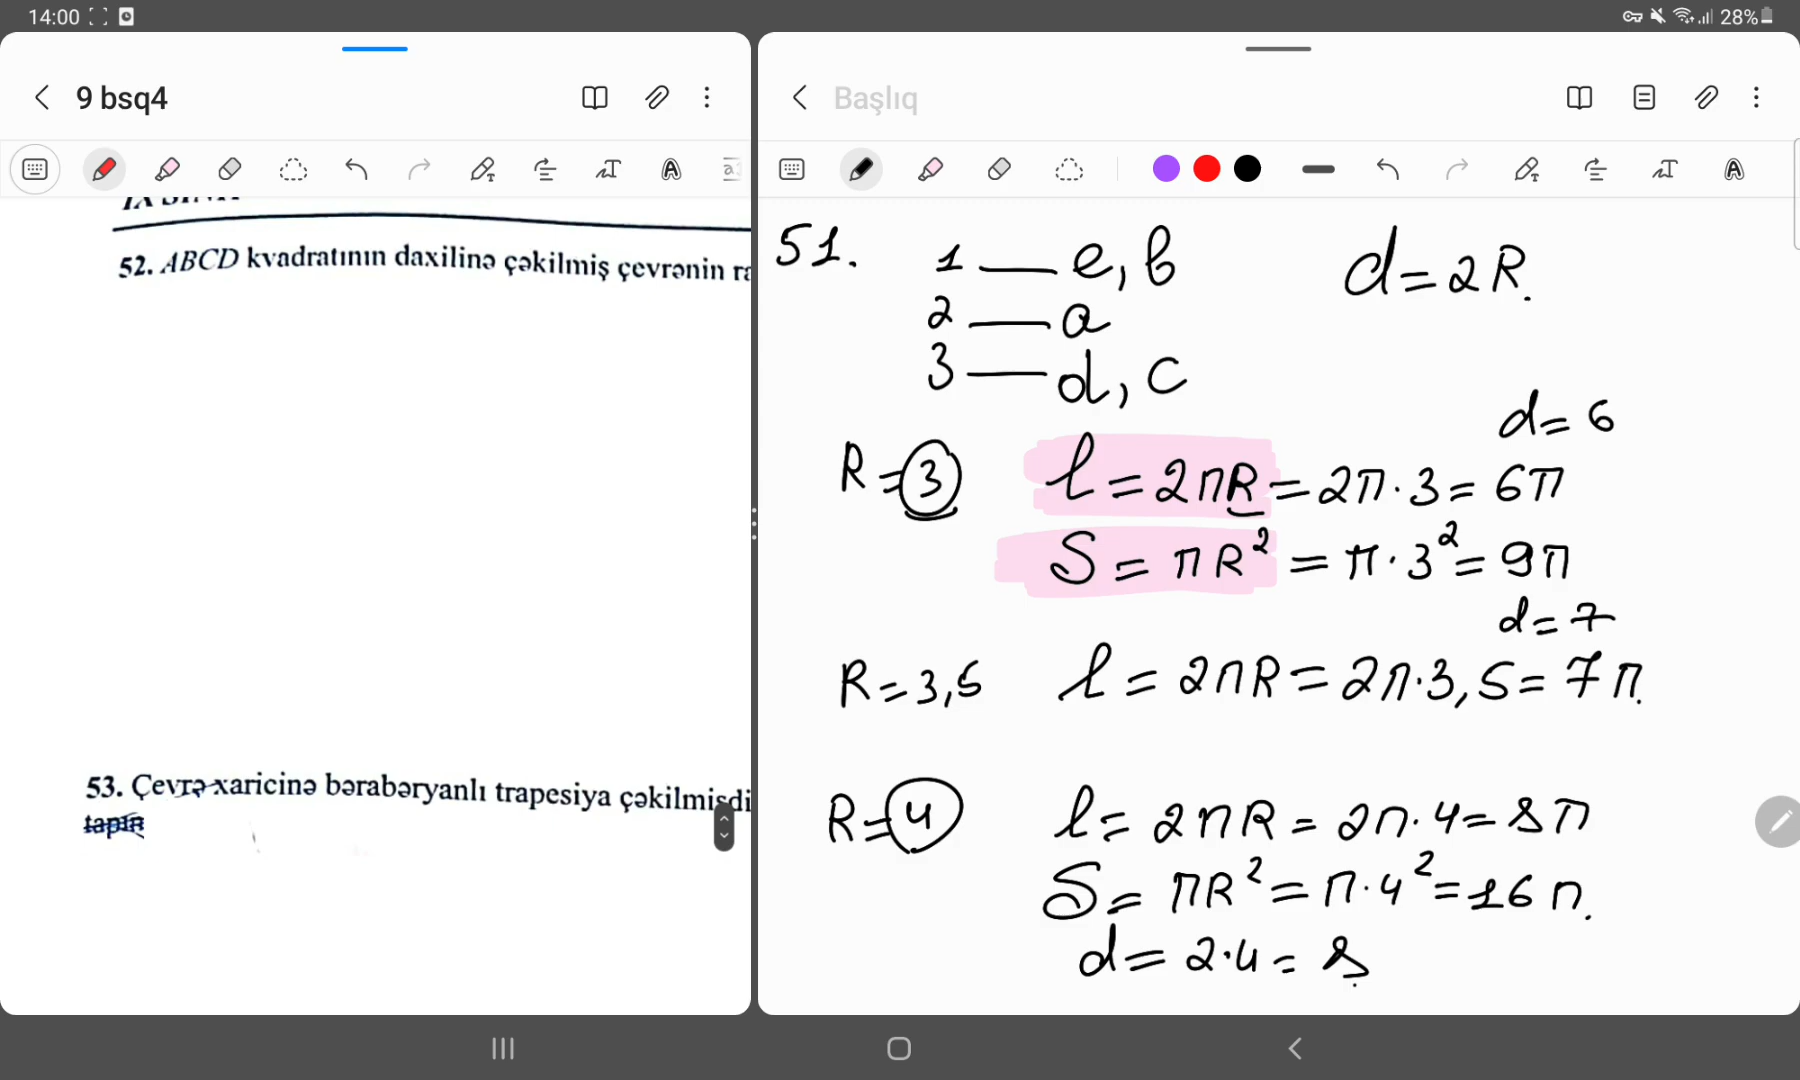 14:00
28%
9 bsq4
Başlıq
52. ABCD kvadratının daxilinə çəkilmiş çevrənin ra
53. Çevrə xaricinə bərabəryanlı trapesiya çəkilmişdi
tapın
51.
1 — e, b
d = 2R.
2 — a
3 — d, c
d = 6
R = 3
l = 2πR = 2π · 3 = 6π
S = πR² = π · 3² = 9π
d = 7
R = 3,5
l = 2πR = 2π · 3,5 = 7π.
R = 4
l = 2πR = 2π · 4 = 8π
S = πR² = π · 4² = 16π.
d = 2 · 4 = 8